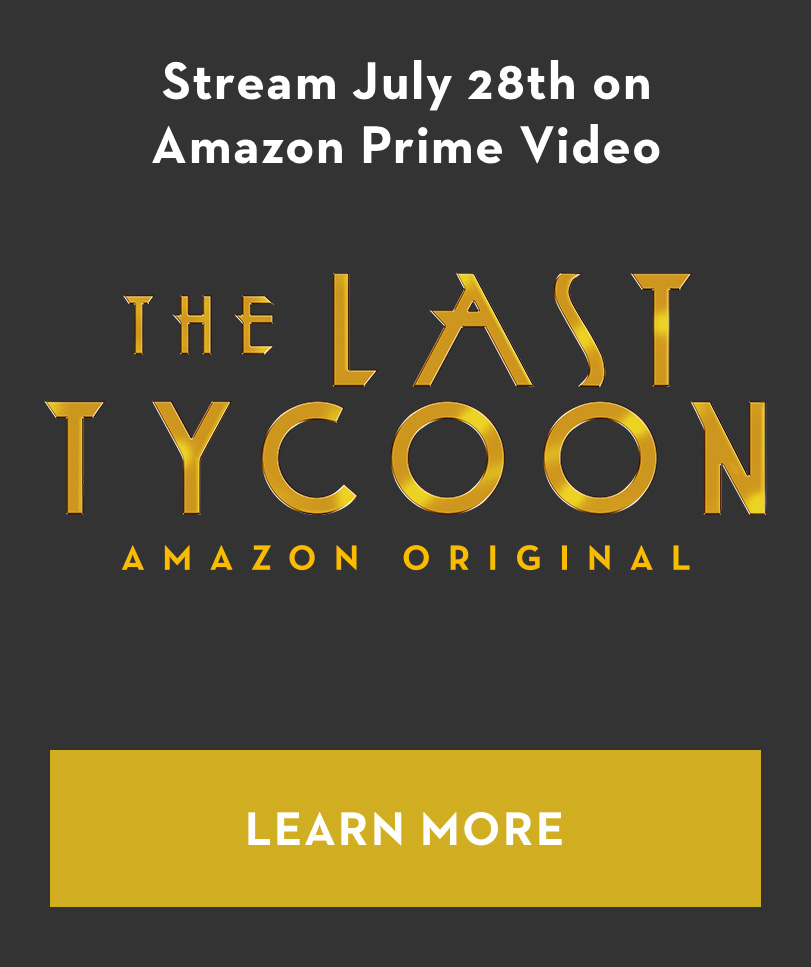 Stream July 28th on
Amazon Prime Video
THE LAST
TYCOON
AMAZON ORIGINAL
LEARN MORE